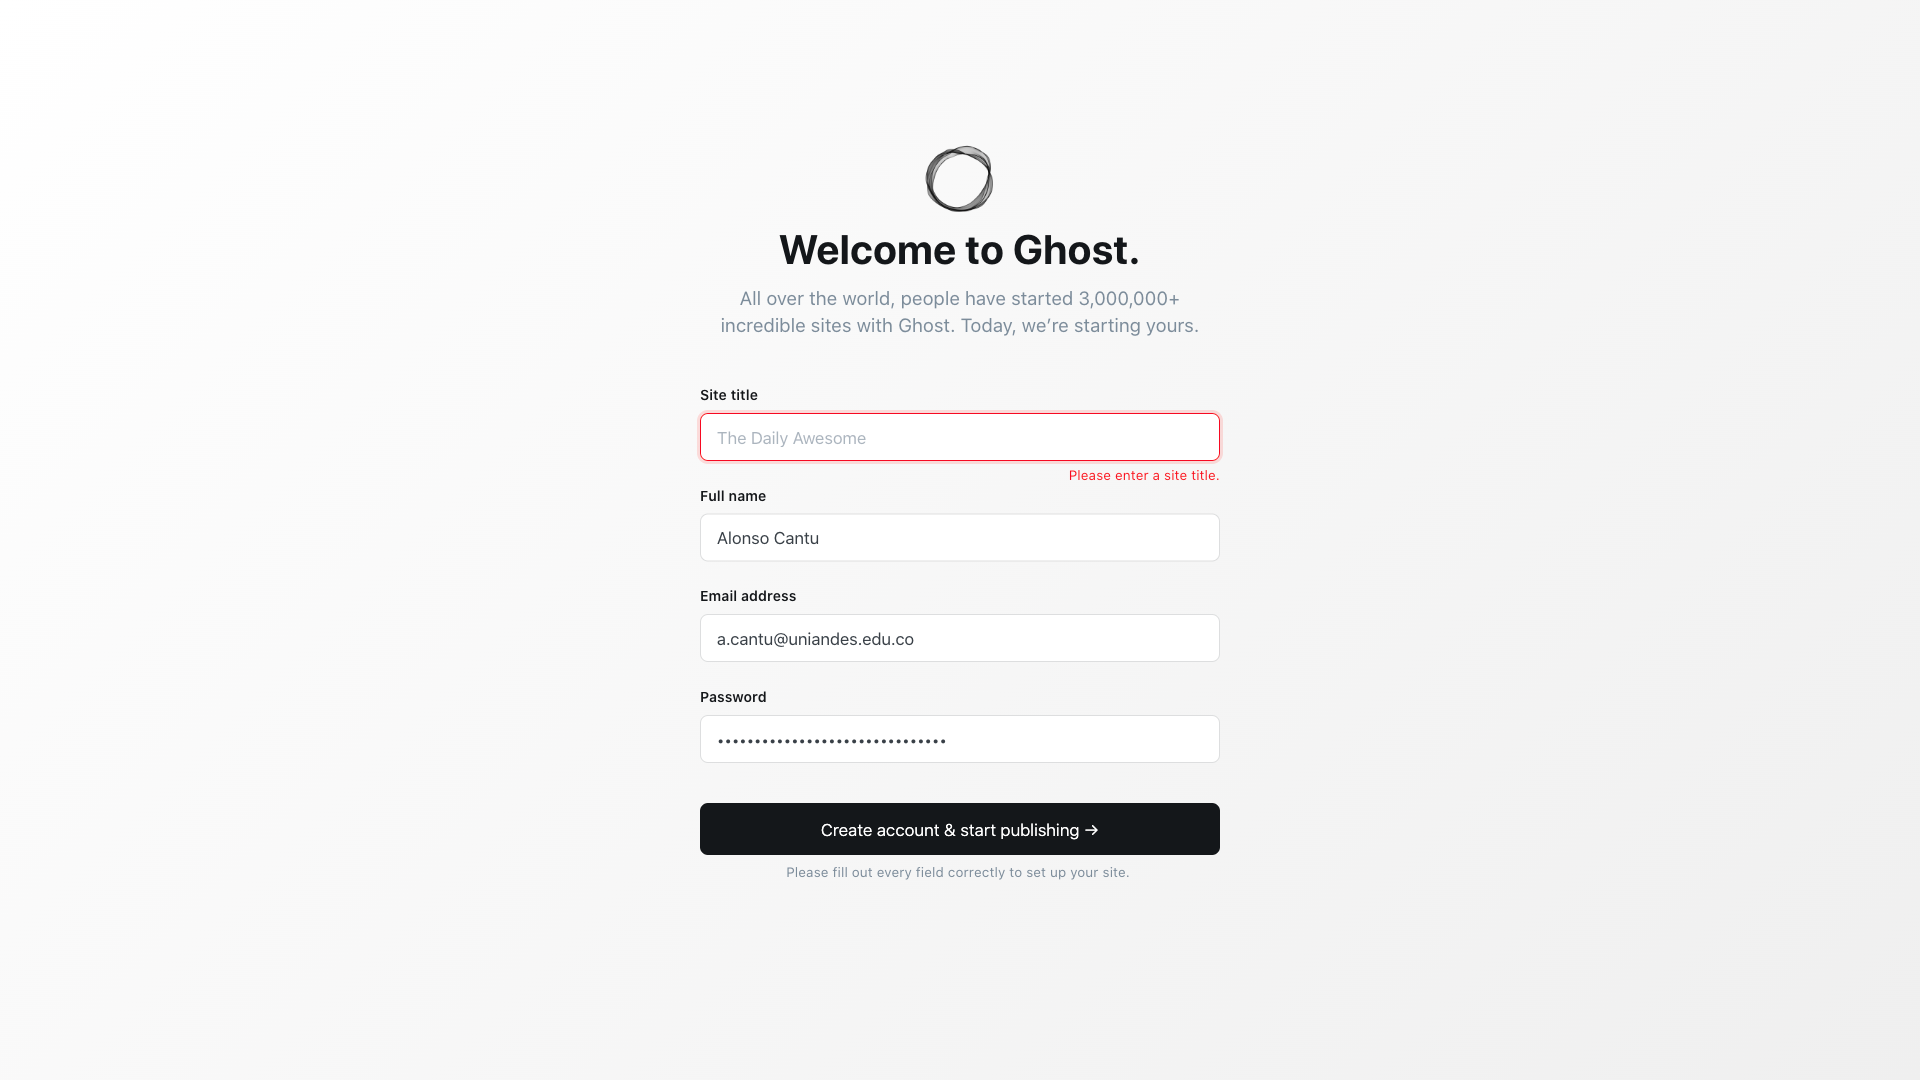 Welcome to Ghost.
All over the world, people have started 3,000,000+
incredible sites with Ghost. Today, we’re starting yours.
Site title
The Daily Awesome
Please enter a site title.
Full name
Alonso Cantu
Email address
a.cantu@uniandes.edu.co
Password
•••••••••••••••••••••••••••••••
Create account & start publishing →
Please fill out every field correctly to set up your site.